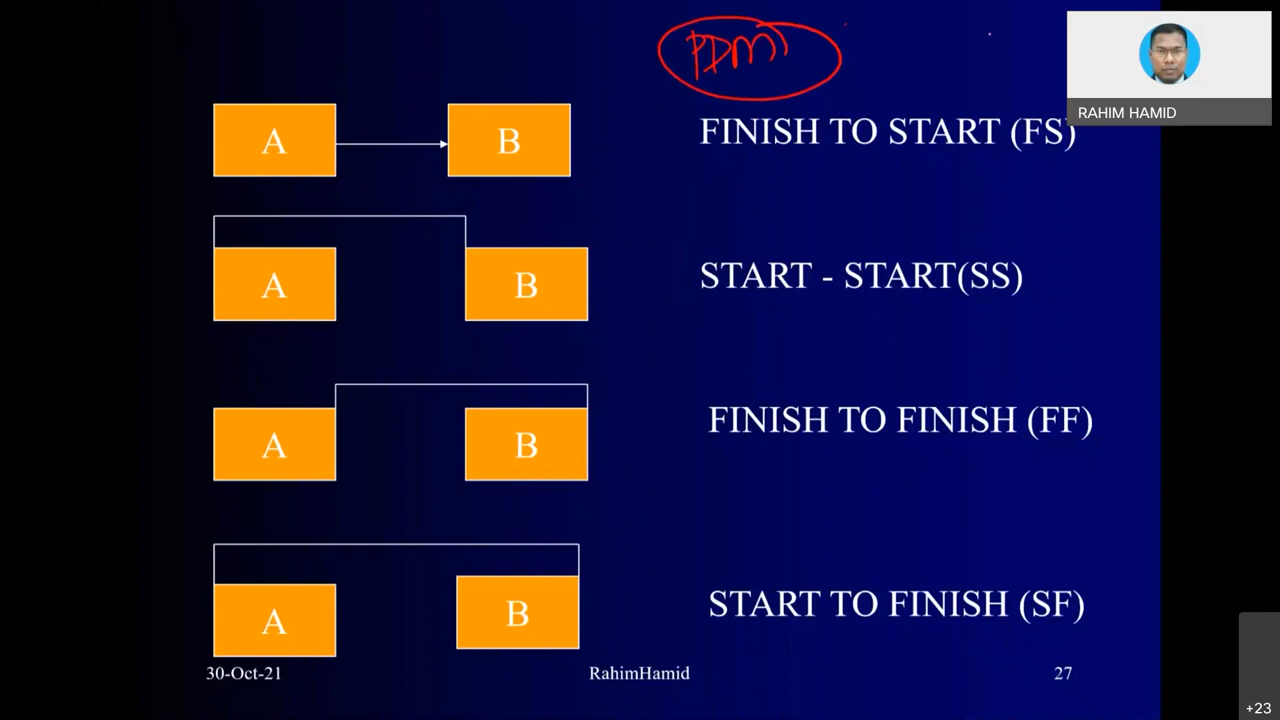 PDM
RAHIM HAMID
A
B
FINISH TO START (FS)
A
B
START - START(SS)
A
B
FINISH TO FINISH (FF)
A
B
START TO FINISH (SF)
30-Oct-21
RahimHamid
27
+23